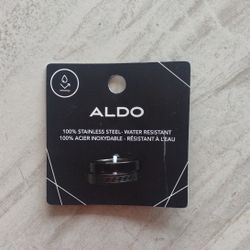 ALDO
100% STAINLESS STEEL - WATER RESISTANT
100% ACIER INOXYDABLE - RÉSISTANT À L'EAU